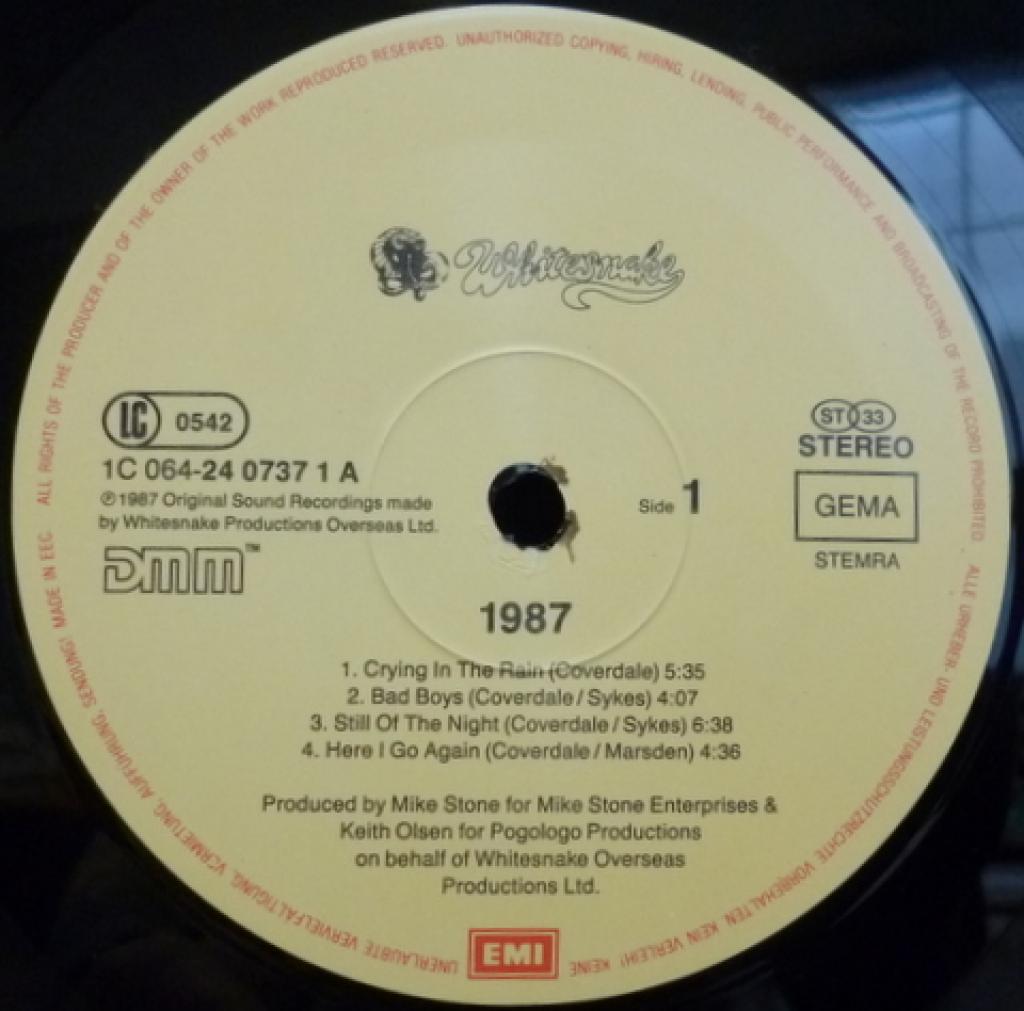 ALL RIGHTS OF THE PRODUCER AND OF THE OWNER OF THE WORK REPRODUCED RESERVED. UNAUTHORIZED COPYING, HIRING, LENDING, PUBLIC PERFORMANCE AND BROADCASTING OF THE RECORD PROHIBITED. ALLE URHEBER- UND LEISTUNGSSCHUTZRECHTE VORBEHALTEN. KEIN VERLEIH! KEINE UNERLAUBTE VERVIELFÄLTIGUNG, VERMIETUNG, AUFFÜHRUNG, SENDUNG! MADE IN EEC
Whitesnake
LC 0542
1C 064-24 0737 1 A
℗ 1987 Original Sound Recordings made
by Whitesnake Productions Overseas Ltd.
DMM™
Side 1
ST 33
STEREO
GEMA
STEMRA
1987
1. Crying In The Rain (Coverdale) 5:35
2. Bad Boys (Coverdale / Sykes) 4:07
3. Still Of The Night (Coverdale / Sykes) 6:38
4. Here I Go Again (Coverdale / Marsden) 4:36
Produced by Mike Stone for Mike Stone Enterprises &
Keith Olsen for Pogologo Productions
on behalf of Whitesnake Overseas
Productions Ltd.
EMI